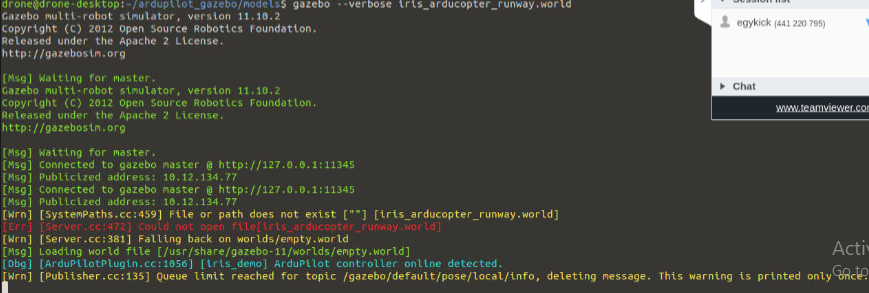 drone@drone-desktop:~/ardupilot_gazebo/models$ gazebo --verbose iris_arducopter_runway.world
Gazebo multi-robot simulator, version 11.10.2
Copyright (C) 2012 Open Source Robotics Foundation.
Released under the Apache 2 License.
http://gazebosim.org
[Msg] Waiting for master.
Gazebo multi-robot simulator, version 11.10.2
Copyright (C) 2012 Open Source Robotics Foundation.
Released under the Apache 2 License.
http://gazebosim.org
[Msg] Waiting for master.
[Msg] Connected to gazebo master @ http://127.0.0.1:11345
[Msg] Publicized address: 10.12.134.77
[Msg] Connected to gazebo master @ http://127.0.0.1:11345
[Msg] Publicized address: 10.12.134.77
[Wrn] [SystemPaths.cc:459] File or path does not exist [""] [iris_arducopter_runway.world]
[Err] [Server.cc:472] Could not open file[iris_arducopter_runway.world]
[Wrn] [Server.cc:381] Falling back on worlds/empty.world
[Msg] Loading world file [/usr/share/gazebo-11/worlds/empty.world]
[Dbg] [ArduPilotPlugin.cc:1056] [iris_demo] ArduPilot controller online detected.
[Wrn] [Publisher.cc:135] Queue limit reached for topic /gazebo/default/pose/local/info, deleting message. This warning is printed only once.
Session list
egykick (441 220 795)
Chat
www.teamviewer.com
Activ
Go to